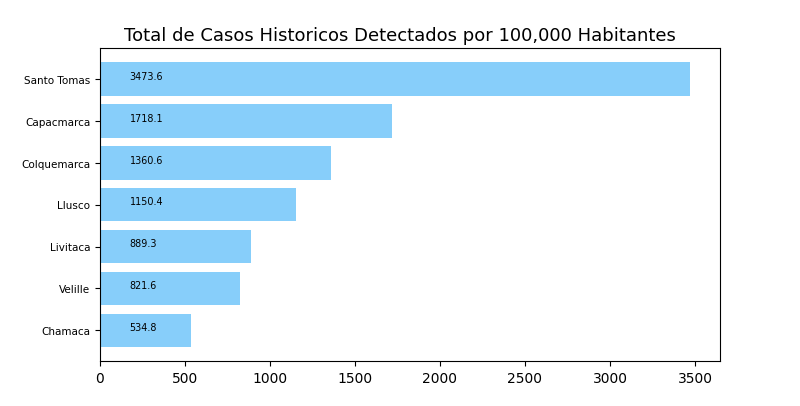 Total de Casos Historicos Detectados por 100,000 Habitantes
Santo Tomas 3473.6
Capacmarca 1718.1
Colquemarca 1360.6
Llusco 1150.4
Livitaca 889.3
Velille 821.6
Chamaca 534.8
0 500 1000 1500 2000 2500 3000 3500